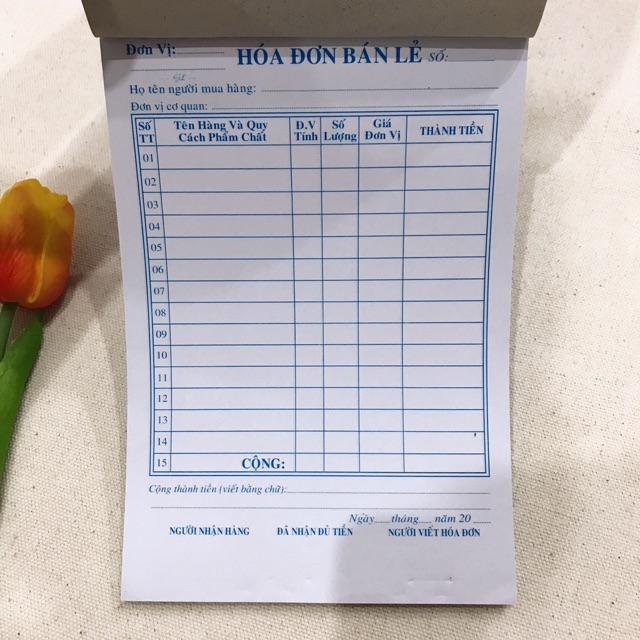 Đơn Vị:
HÓA ĐƠN BÁN LẺ Số:
Họ tên người mua hàng:
Đơn vị cơ quan:
Số TT Tên Hàng Và Quy Cách Phẩm Chất Đ.V Tính Số Lượng Giá Đơn Vị THÀNH TIỀN
01
02
03
04
05
06
07
08
09
10
11
12
13
14
15 CỘNG:
Cộng thành tiền (viết bằng chữ):
Ngày tháng năm 20
NGƯỜI NHẬN HÀNG ĐÃ NHẬN ĐỦ TIỀN NGƯỜI VIẾT HÓA ĐƠN